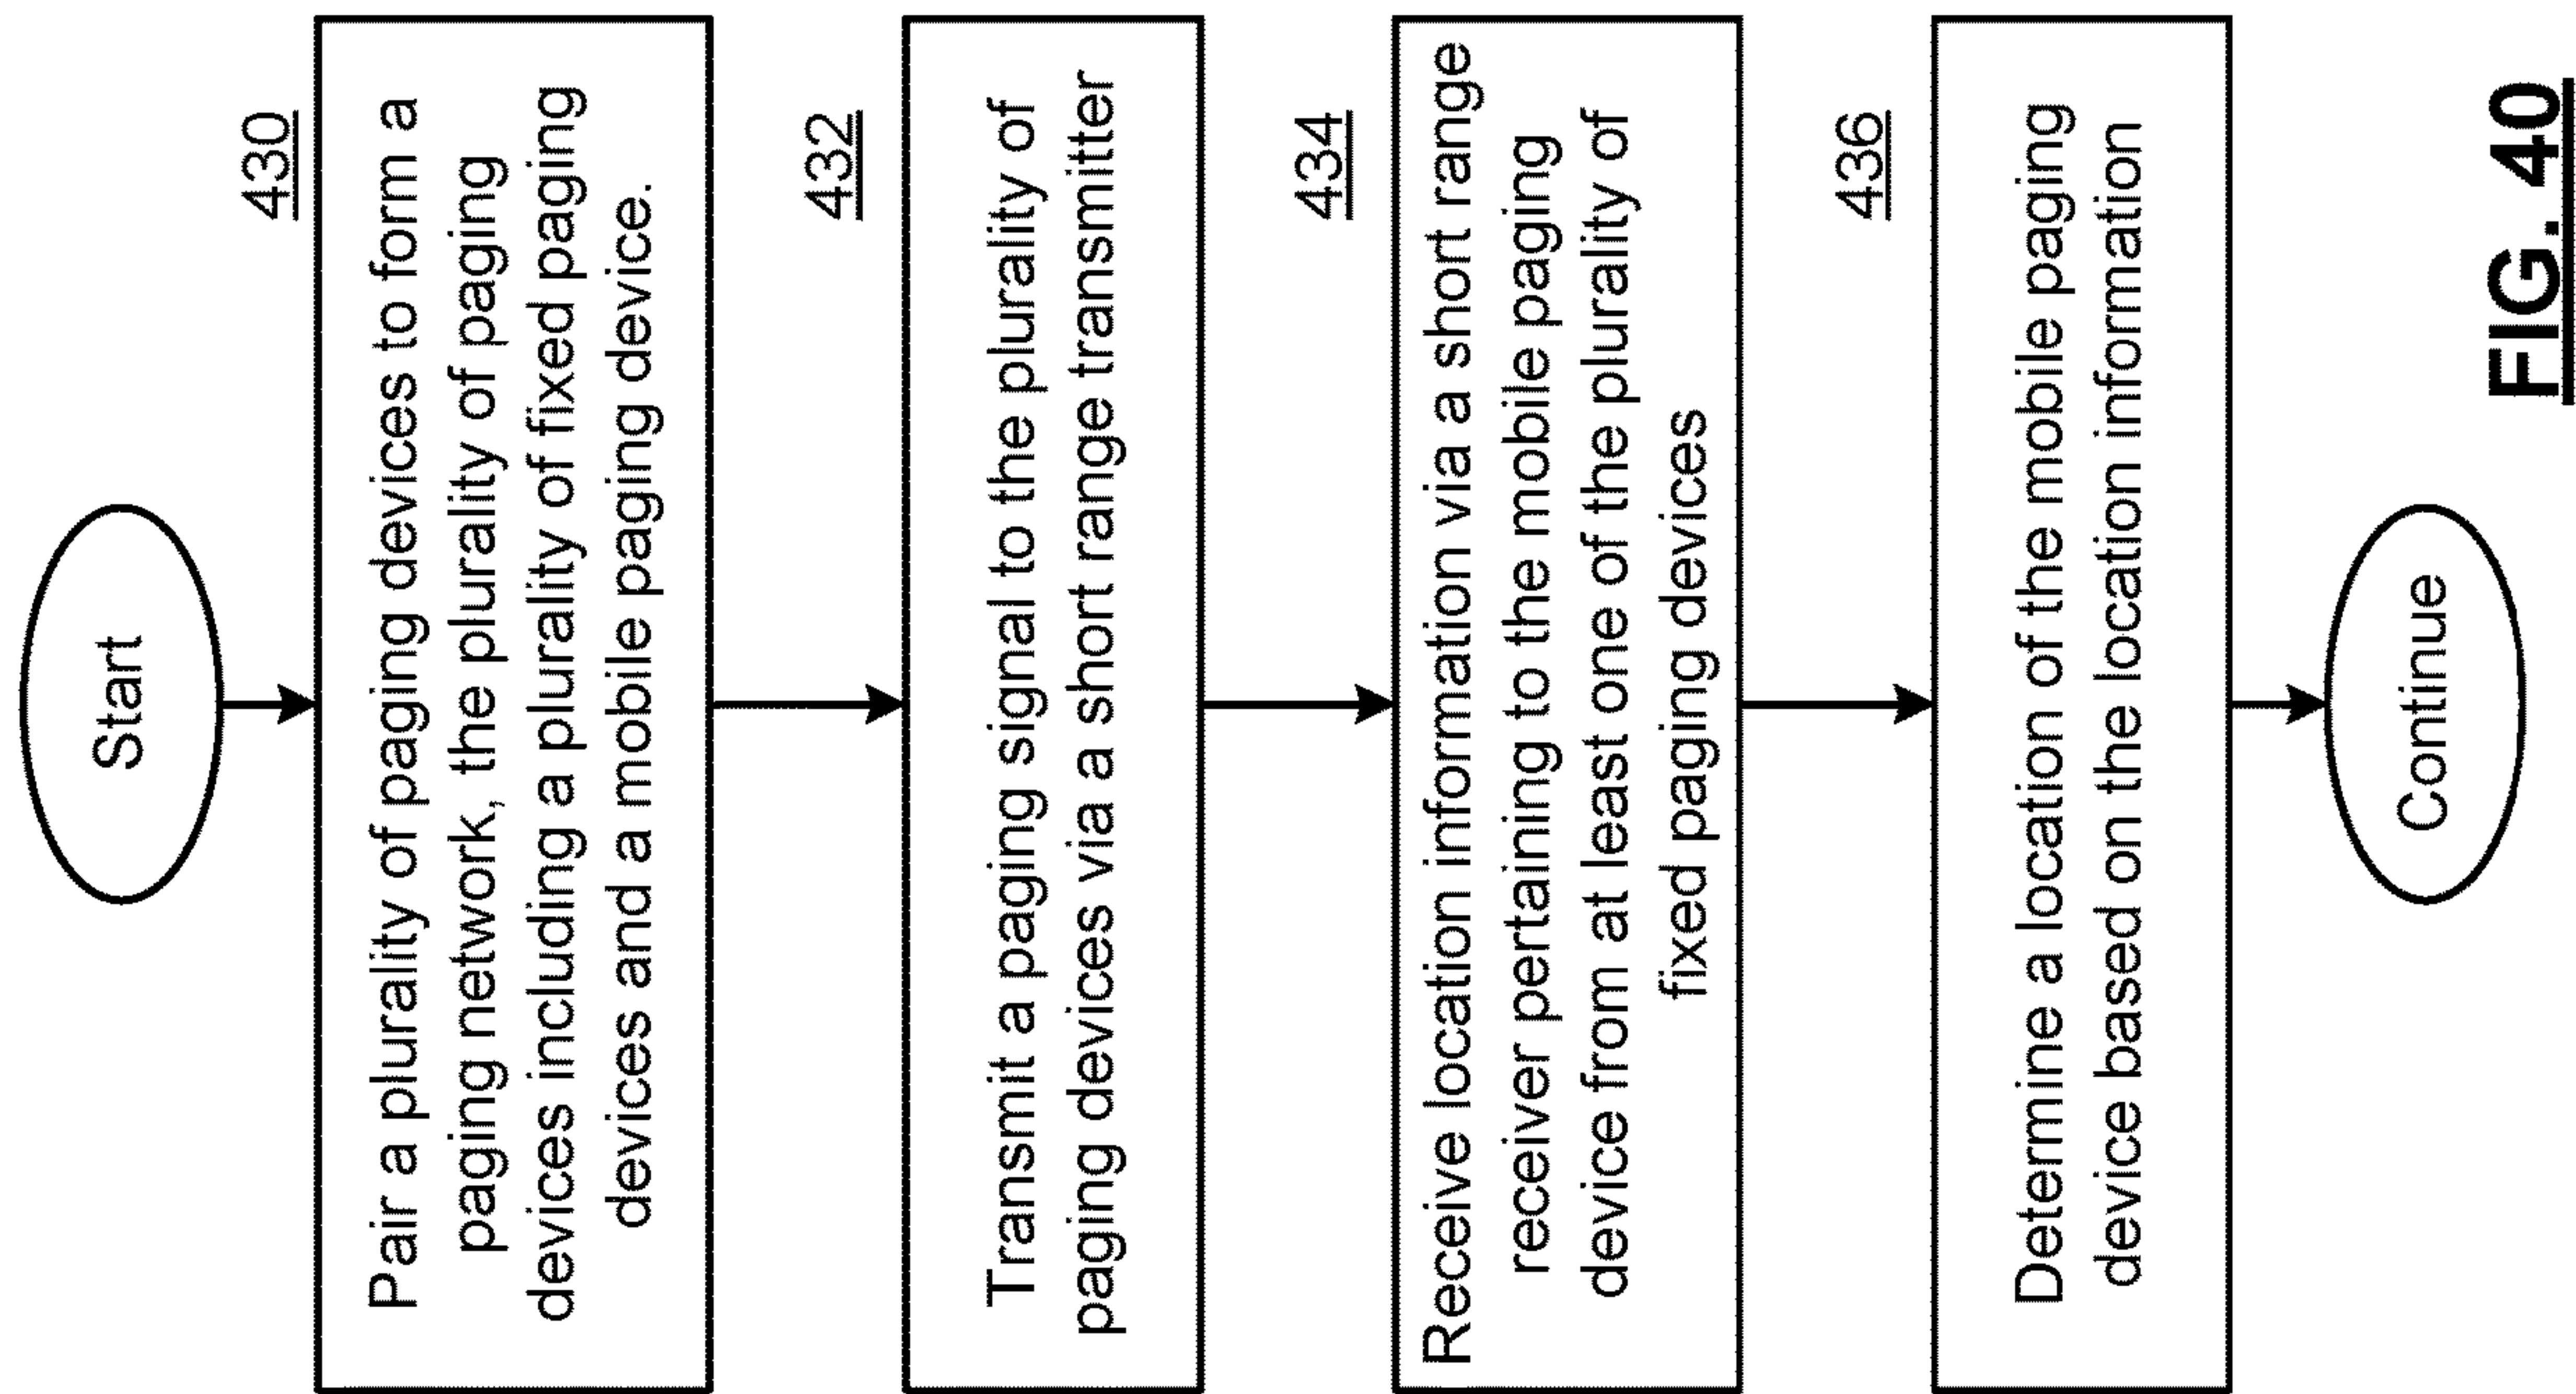 Start
430
Pair a plurality of paging devices to form a
paging network, the plurality of paging
devices including a plurality of fixed paging
devices and a mobile paging device.
432
Transmit a paging signal to the plurality of
paging devices via a short range transmitter
434
Receive location information via a short range
receiver pertaining to the mobile paging
device from at least one of the plurality of
fixed paging devices
436
Determine a location of the mobile paging
device based on the location information
Continue
FIG. 40